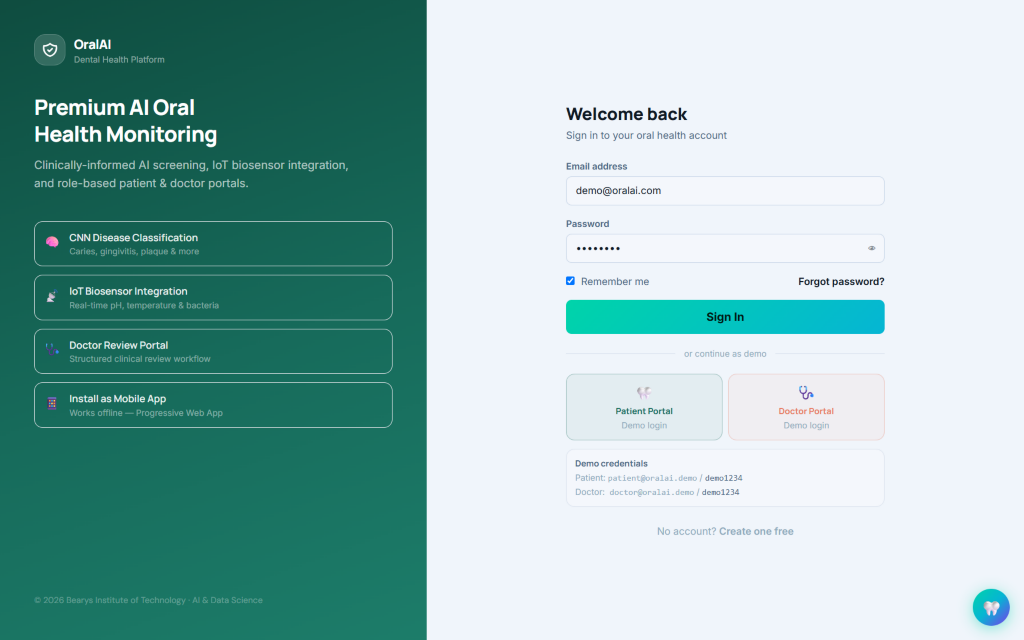 OralAI
Dental Health Platform
Premium AI Oral
Health Monitoring
Clinically-informed AI screening, IoT biosensor integration,
and role-based patient & doctor portals.
CNN Disease Classification
Caries, gingivitis, plaque & more
IoT Biosensor Integration
Real-time pH, temperature & bacteria
Doctor Review Portal
Structured clinical review workflow
Install as Mobile App
Works offline — Progressive Web App
© 2026 Bearys Institute of Technology · AI & Data Science
Welcome back
Sign in to your oral health account
Email address
demo@oralai.com
Password
••••••••
Remember me
Forgot password?
Sign In
or continue as demo
Patient Portal
Demo login
Doctor Portal
Demo login
Demo credentials
Patient: patient@oralai.demo / demo1234
Doctor: doctor@oralai.demo / demo1234
No account? Create one free